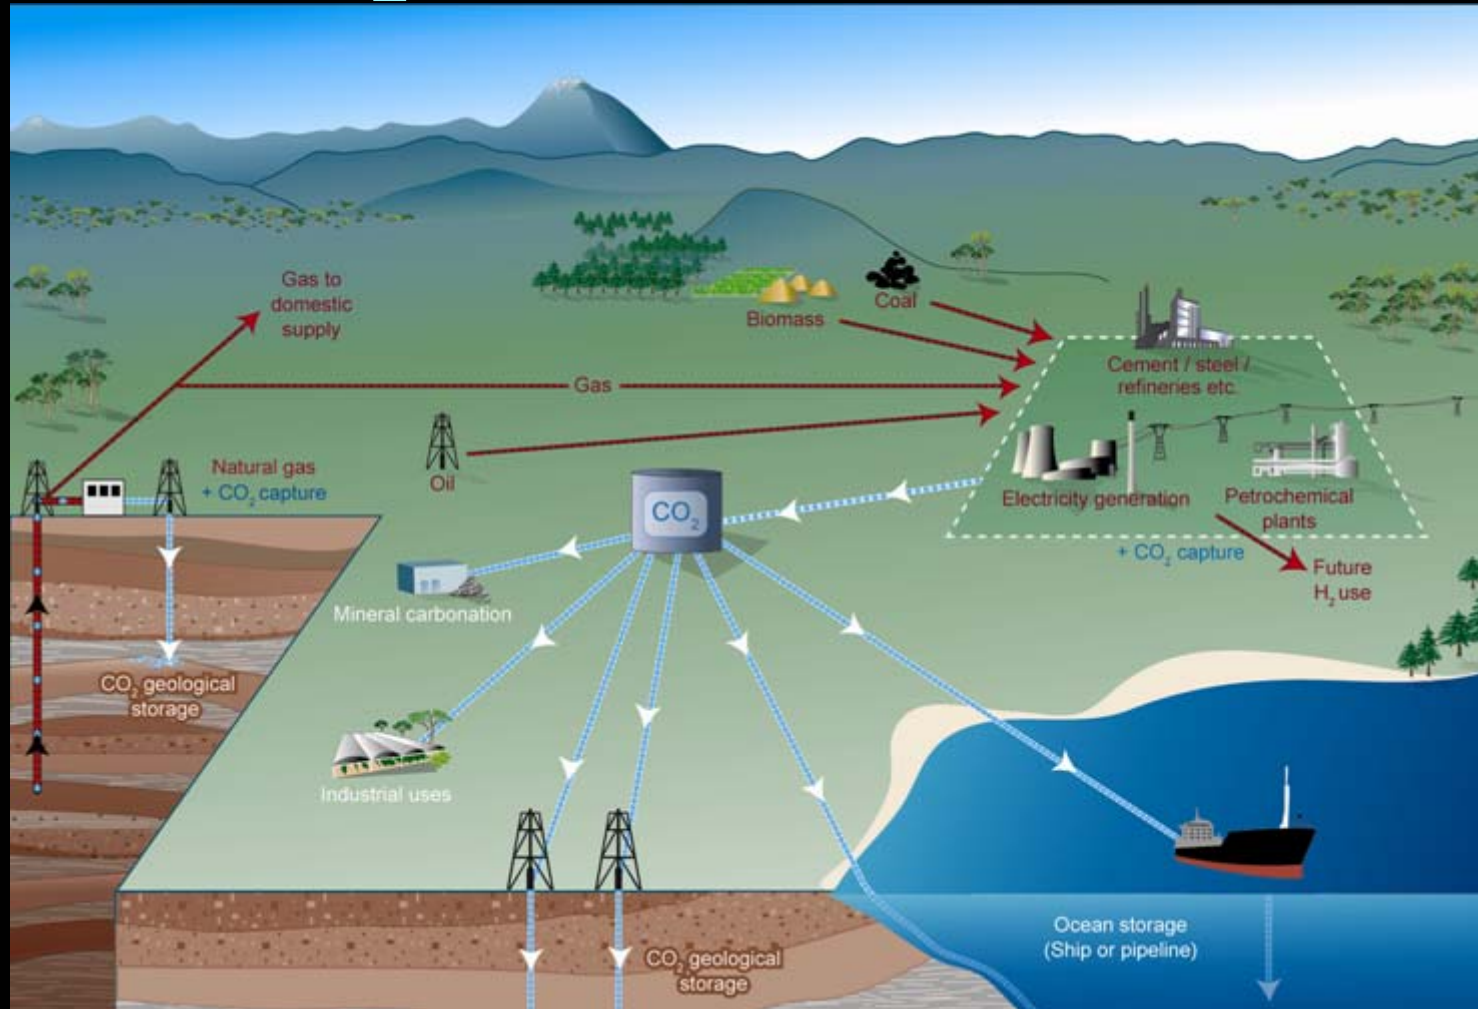 Gas to
domestic
supply
Coal
Biomass
Cement / steel /
refineries etc.
Gas
Natural gas
+ CO₂ capture
Oil
CO₂
Electricity generation
Petrochemical
plants
+ CO₂ capture
Future
H₂ use
Mineral carbonation
CO₂ geological
storage
Industrial uses
Ocean storage
(Ship or pipeline)
CO₂ geological
storage